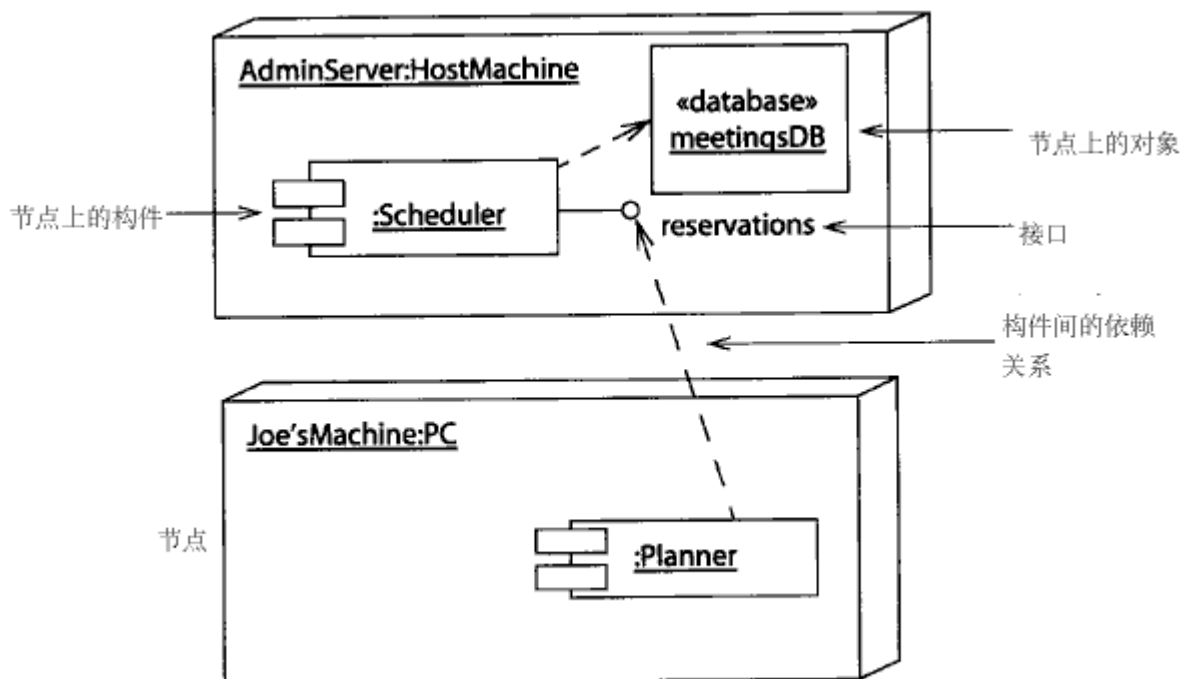 AdminServer:HostMachine
«database»
meetingsDB
节点上的对象
节点上的构件
:Scheduler
reservations
接口
构件间的依赖
关系
Joe'sMachine:PC
节点
:Planner